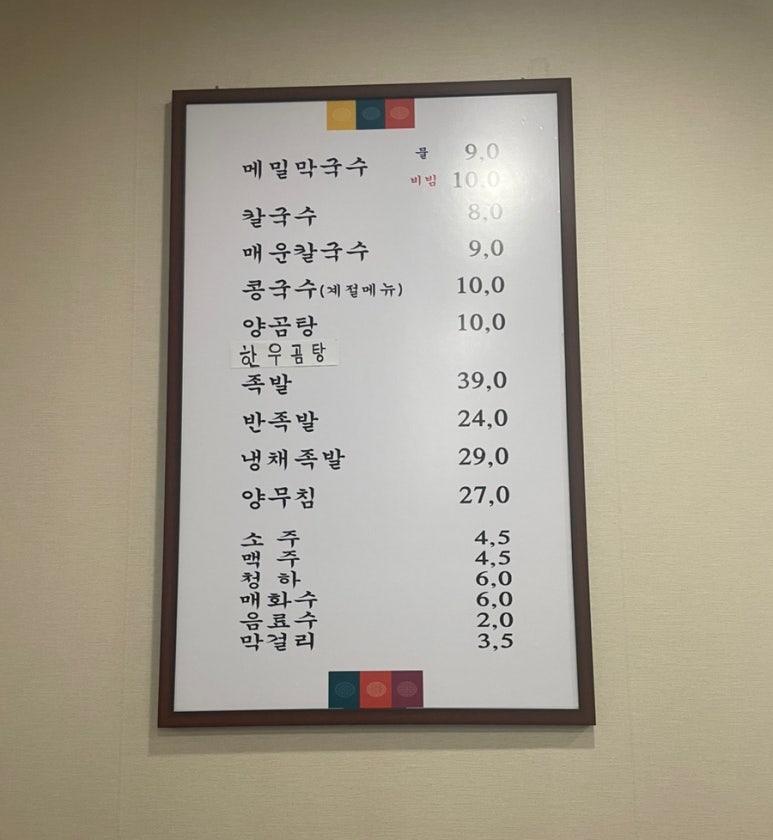 메밀막국수 물 9,0
비빔 10,0
칼국수 8,0
매운칼국수 9,0
콩국수(계절메뉴) 10,0
양곰탕 10,0
한우곰탕
족발 39,0
반족발 24,0
냉채족발 29,0
양무침 27,0
소 주 4,5
맥 주 4,5
청 하 6,0
매화수 6,0
음료수 2,0
막걸리 3,5